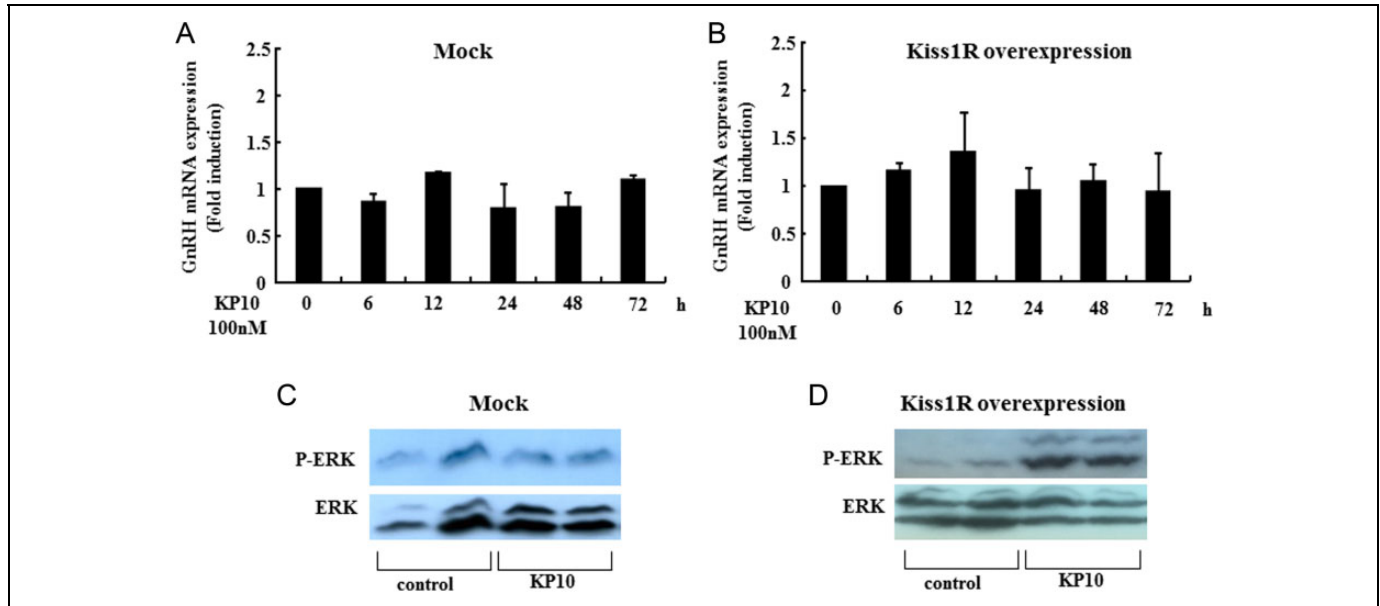 A
Mock
GnRH mRNA expression
(Fold induction)
2.5
2
1.5
1
0.5
0
KP10 0 6 12 24 48 72 h
100nM
B
Kiss1R overexpression
GnRH mRNA expression
(Fold induction)
2.5
2
1.5
1
0.5
0
KP10 0 6 12 24 48 72 h
100nM
C
Mock
P-ERK
ERK
control KP10
D
Kiss1R overexpression
P-ERK
ERK
control KP10